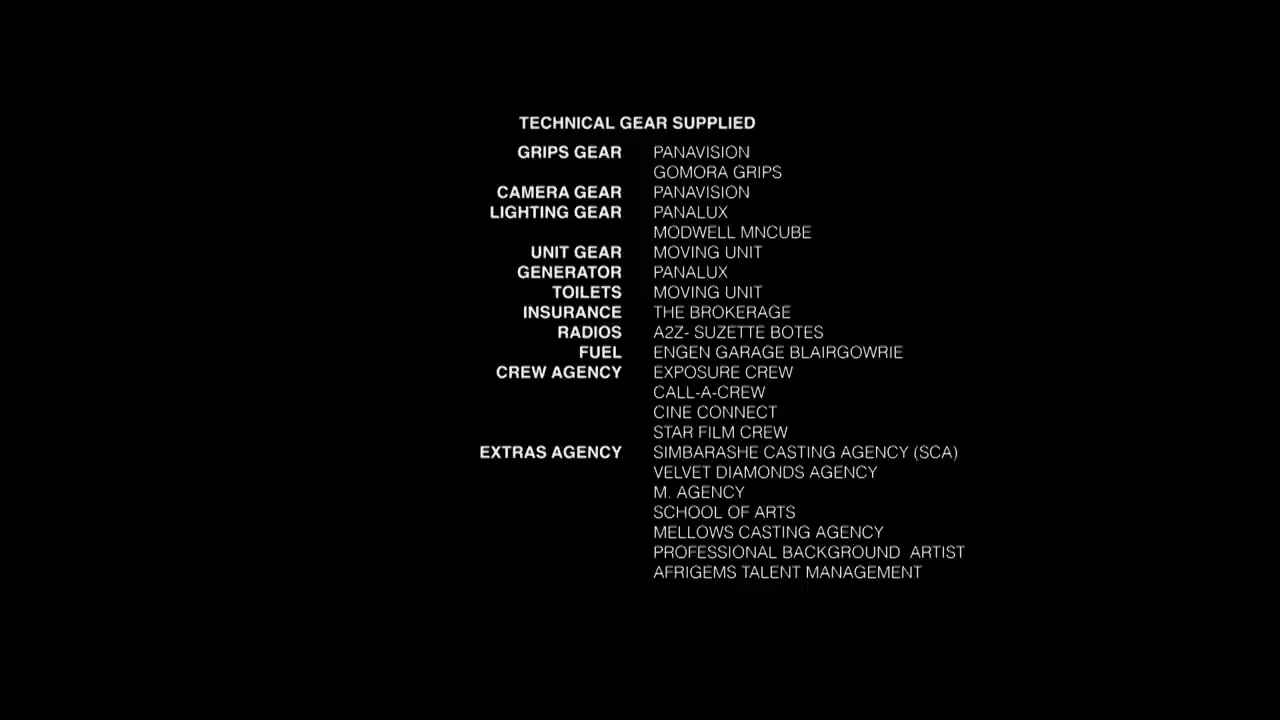 TECHNICAL GEAR SUPPLIED
GRIPS GEAR PANAVISION
GOMORA GRIPS
CAMERA GEAR PANAVISION
LIGHTING GEAR PANALUX
MODWELL MNCUBE
UNIT GEAR MOVING UNIT
GENERATOR PANALUX
TOILETS MOVING UNIT
INSURANCE THE BROKERAGE
RADIOS A2Z- SUZETTE BOTES
FUEL ENGEN GARAGE BLAIRGOWRIE
CREW AGENCY EXPOSURE CREW
CALL-A-CREW
CINE CONNECT
STAR FILM CREW
EXTRAS AGENCY SIMBARASHE CASTING AGENCY (SCA)
VELVET DIAMONDS AGENCY
M. AGENCY
SCHOOL OF ARTS
MELLOWS CASTING AGENCY
PROFESSIONAL BACKGROUND  ARTIST
AFRIGEMS TALENT MANAGEMENT